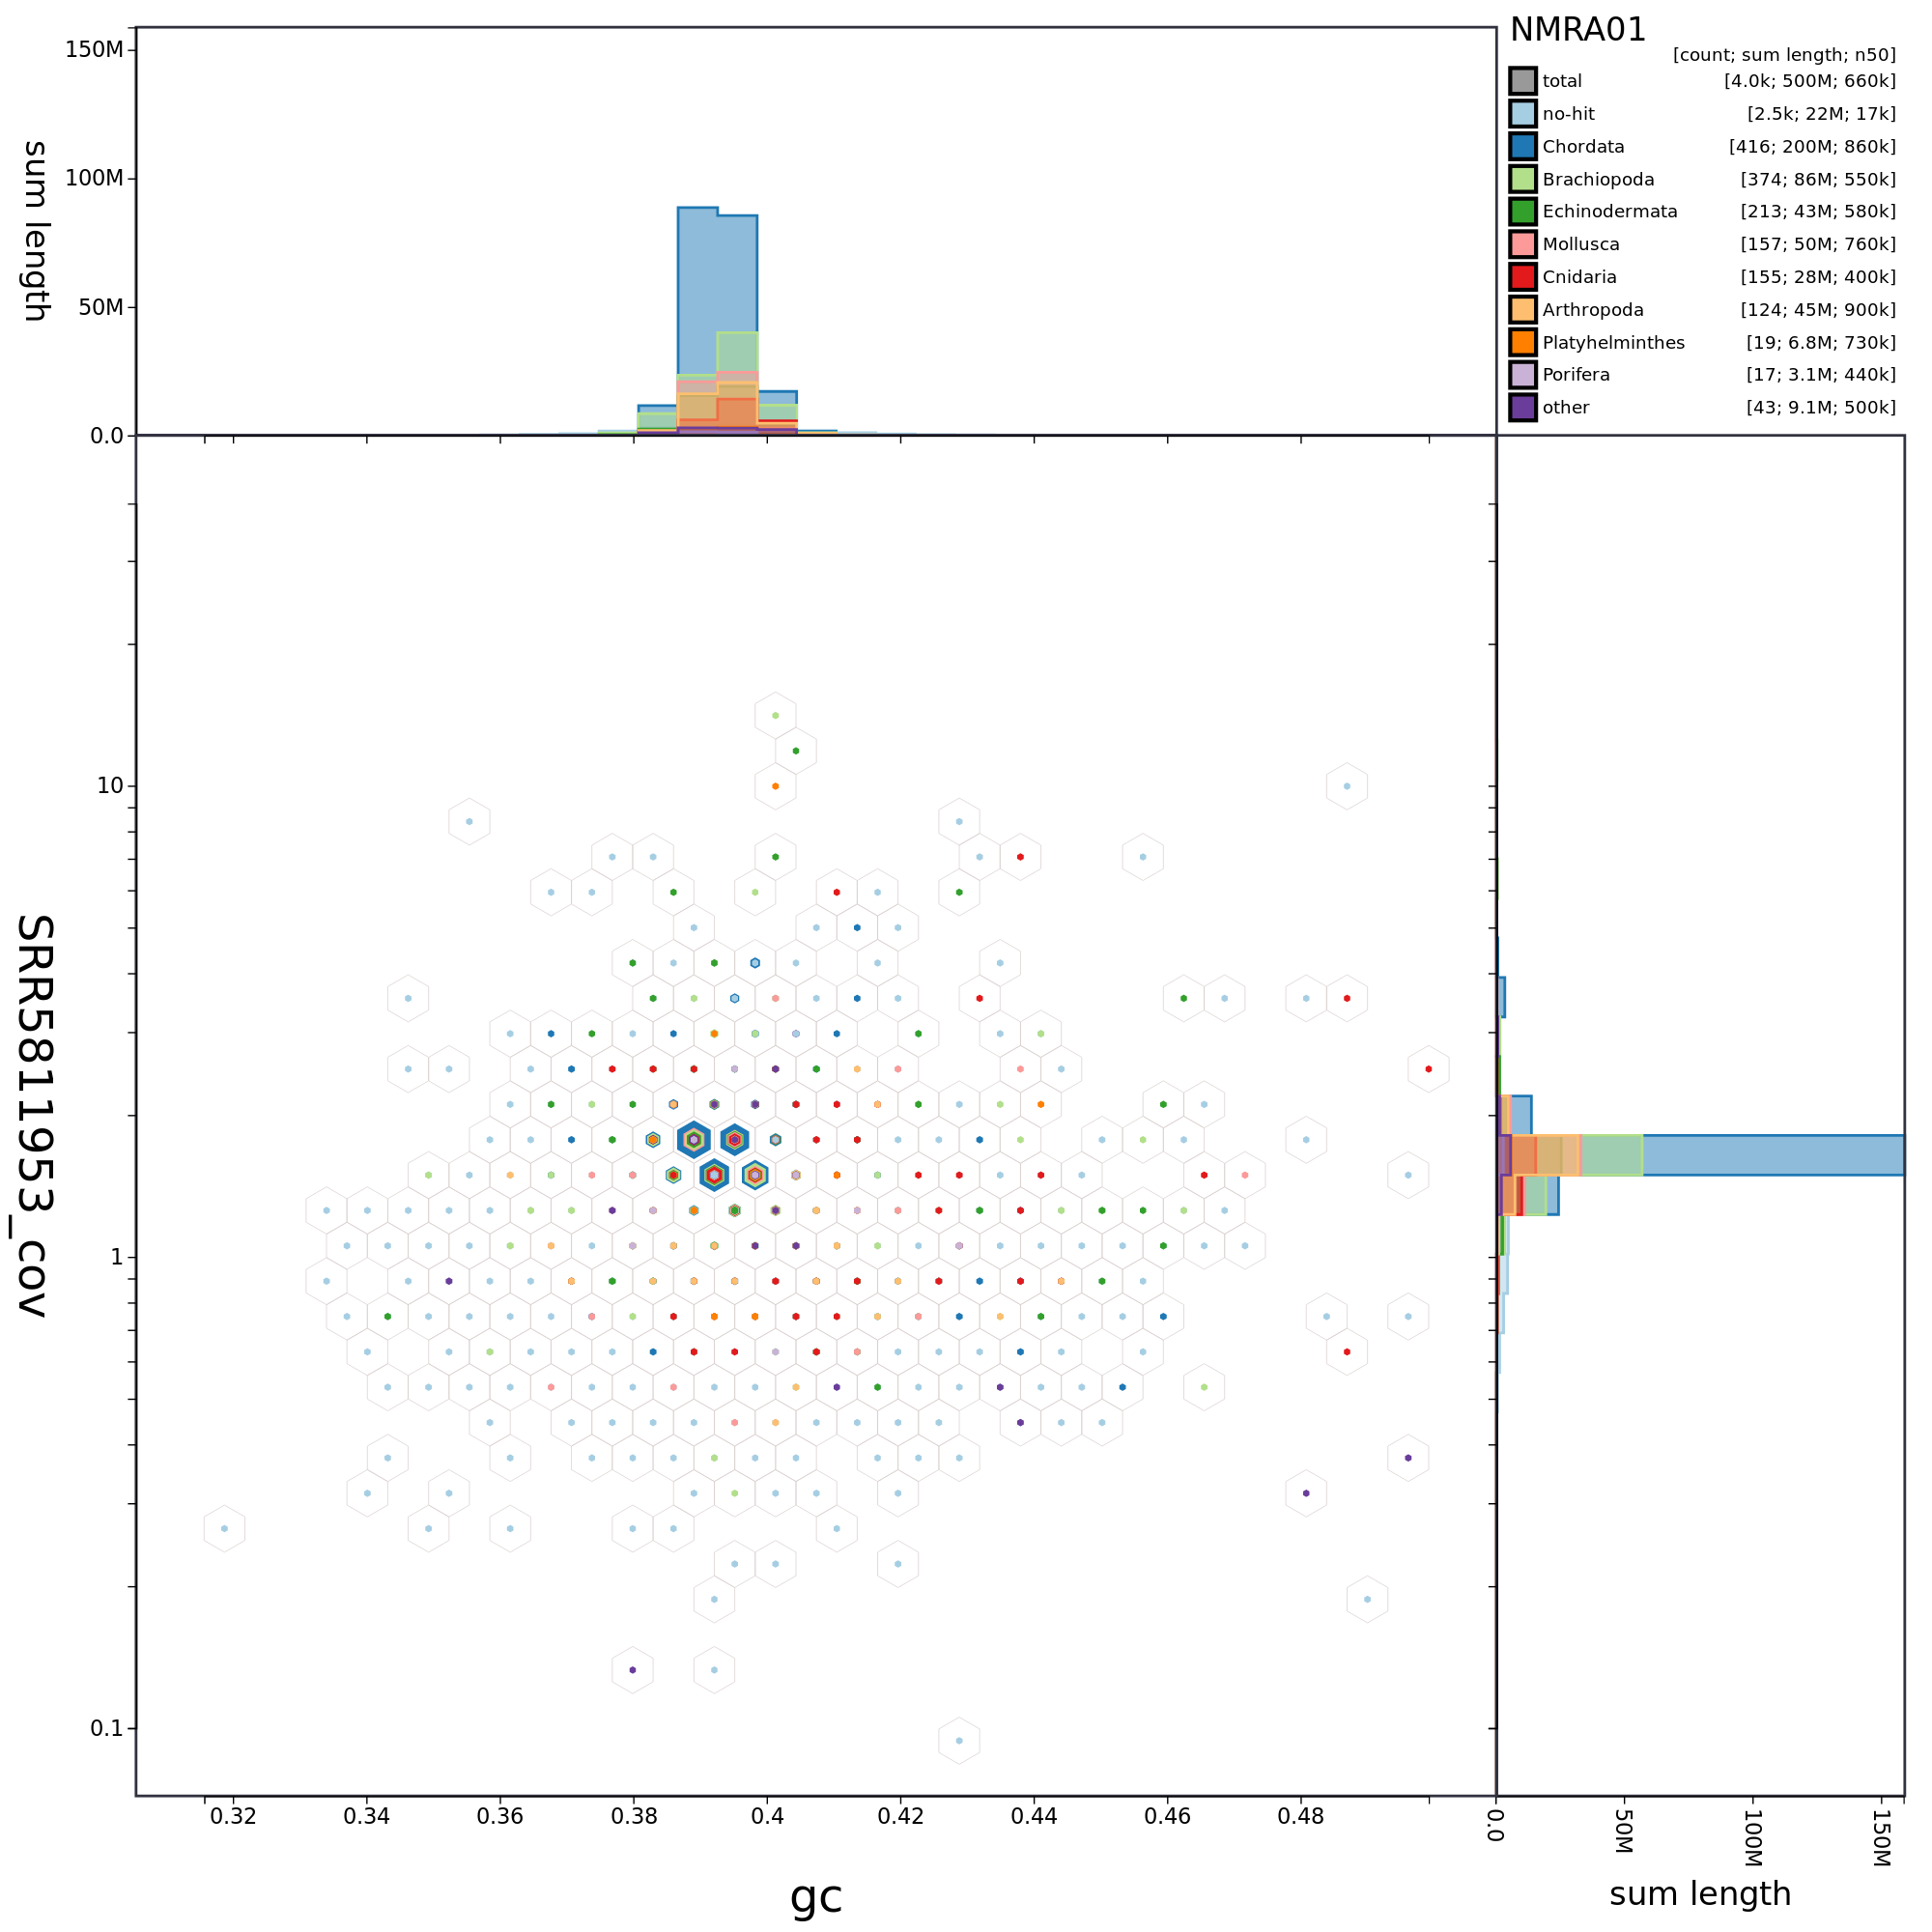 NMRA01
[count; sum length; n50]
total [4.0k; 500M; 660k]
no-hit [2.5k; 22M; 17k]
Chordata [416; 200M; 860k]
Brachiopoda [374; 86M; 550k]
Echinodermata [213; 43M; 580k]
Mollusca [157; 50M; 760k]
Cnidaria [155; 28M; 400k]
Arthropoda [124; 45M; 900k]
Platyhelminthes [19; 6.8M; 730k]
Porifera [17; 3.1M; 440k]
other [43; 9.1M; 500k]
sum length
150M
100M
50M
0.0
SRR5811953_cov
10
1
0.1
0.32 0.34 0.36 0.38 0.4 0.42 0.44 0.46 0.48
gc
0.0 50M 100M 150M
sum length